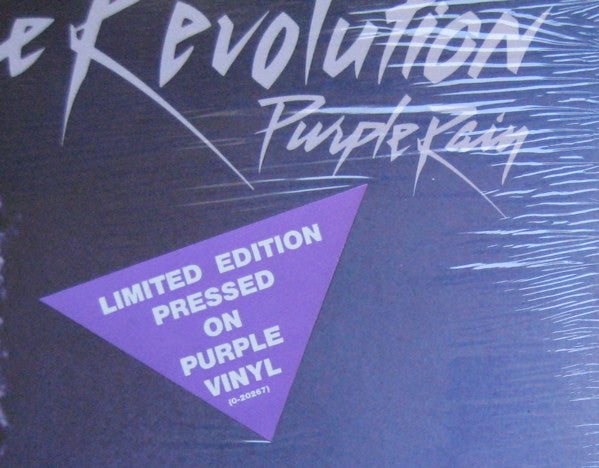 e Revolution
Purple Rain
LIMITED EDITION
PRESSED
ON
PURPLE
VINYL
(0-20267)